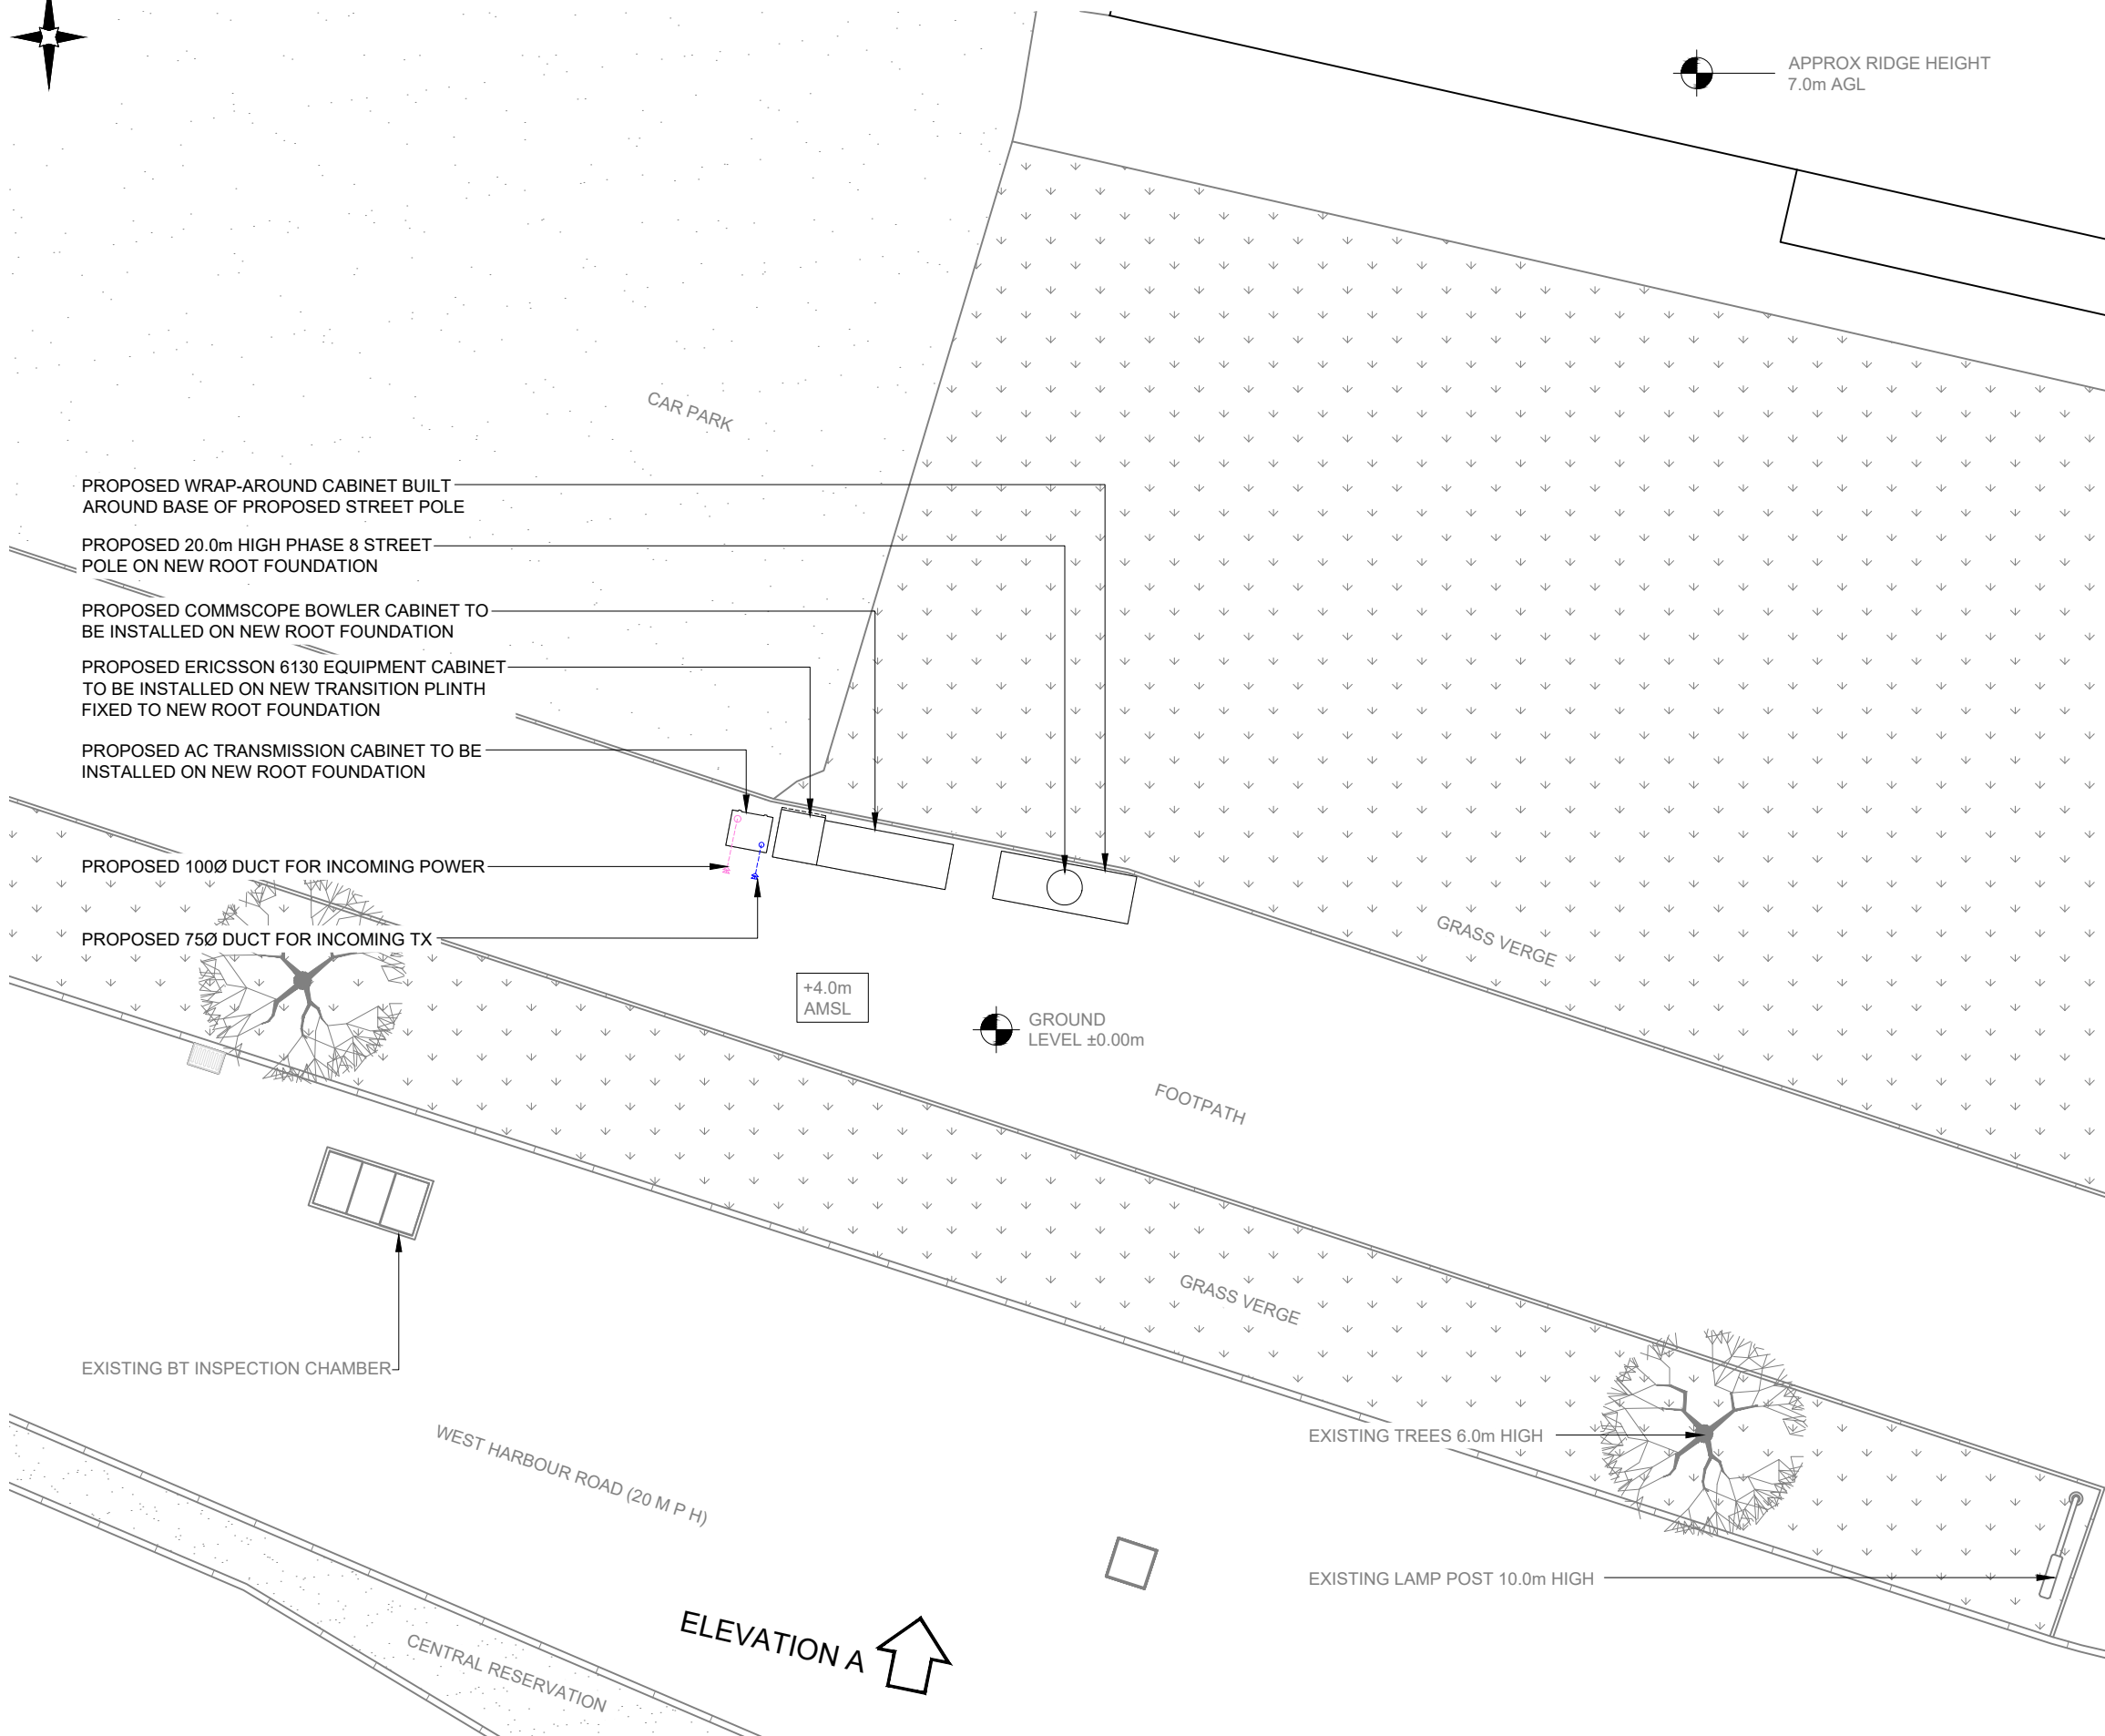 APPROX RIDGE HEIGHT
7.0m AGL
CAR PARK
PROPOSED WRAP-AROUND CABINET BUILT
AROUND BASE OF PROPOSED STREET POLE
PROPOSED 20.0m HIGH PHASE 8 STREET
POLE ON NEW ROOT FOUNDATION
PROPOSED COMMSCOPE BOWLER CABINET TO
BE INSTALLED ON NEW ROOT FOUNDATION
PROPOSED ERICSSON 6130 EQUIPMENT CABINET
TO BE INSTALLED ON NEW TRANSITION PLINTH
FIXED TO NEW ROOT FOUNDATION
PROPOSED AC TRANSMISSION CABINET TO BE
INSTALLED ON NEW ROOT FOUNDATION
PROPOSED 100Ø DUCT FOR INCOMING POWER
PROPOSED 75Ø DUCT FOR INCOMING TX
GRASS VERGE
+4.0m
AMSL
GROUND
LEVEL ±0.00m
FOOTPATH
GRASS VERGE
EXISTING BT INSPECTION CHAMBER
EXISTING TREES 6.0m HIGH
WEST HARBOUR ROAD (20 M P H)
EXISTING LAMP POST 10.0m HIGH
ELEVATION A
CENTRAL RESERVATION